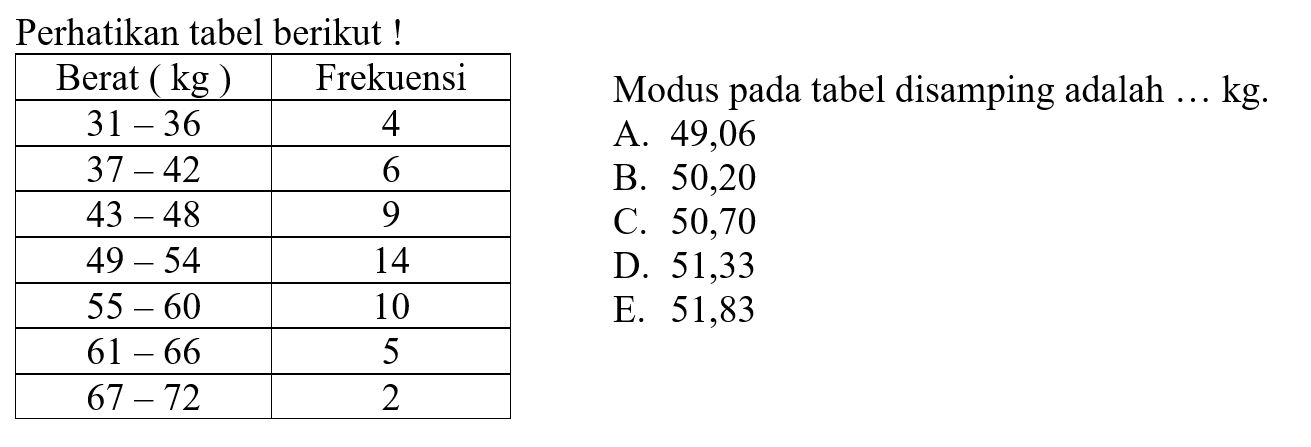 Perhatikan tabel berikut !
Berat ( kg ) Frekuensi
31 – 36 4
37 – 42 6
43 – 48 9
49 – 54 14
55 – 60 10
61 – 66 5
67 – 72 2
Modus pada tabel disamping adalah … kg.
A. 49,06
B. 50,20
C. 50,70
D. 51,33
E. 51,83